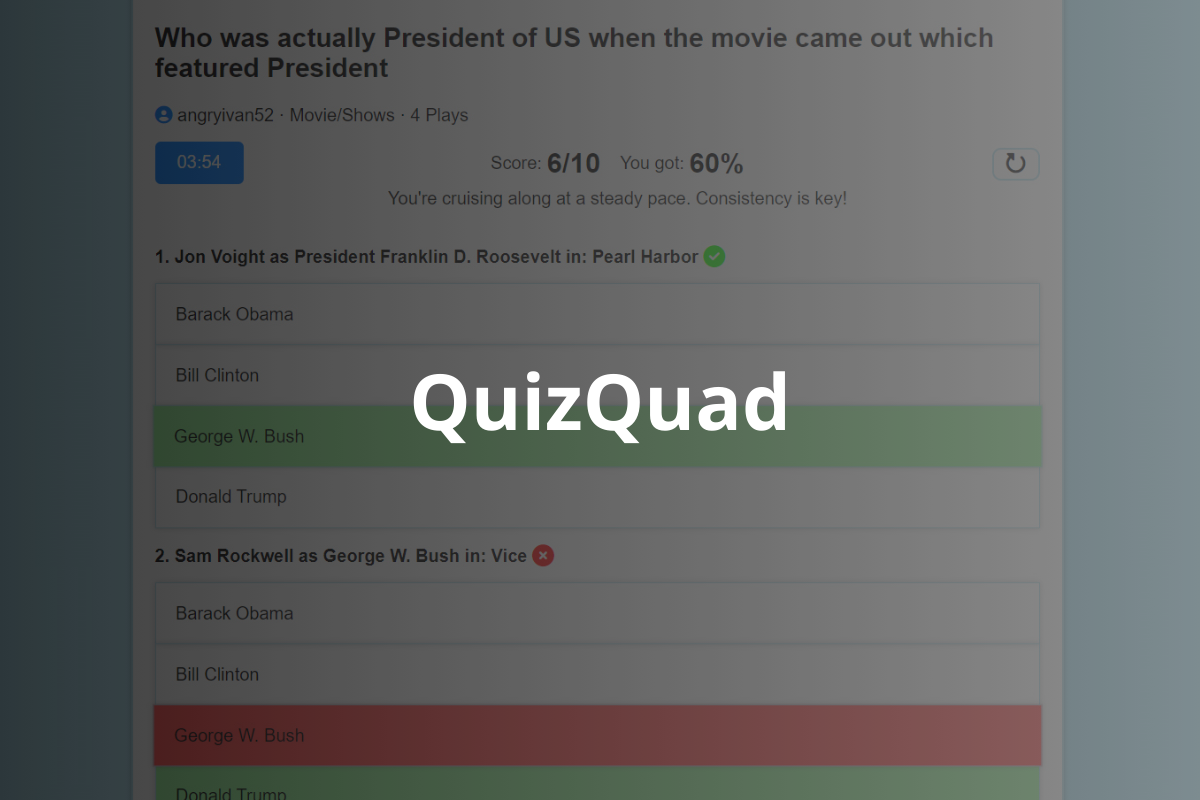 Who was actually President of US when the movie came out which
featured President
angryivan52 · Movie/Shows · 4 Plays
03:54
Score: 6/10 You got: 60%
You're cruising along at a steady pace. Consistency is key!
1. Jon Voight as President Franklin D. Roosevelt in: Pearl Harbor
Barack Obama
Bill Clinton
QuizQuad
George W. Bush
Donald Trump
2. Sam Rockwell as George W. Bush in: Vice
Barack Obama
Bill Clinton
George W. Bush
Donald Trump